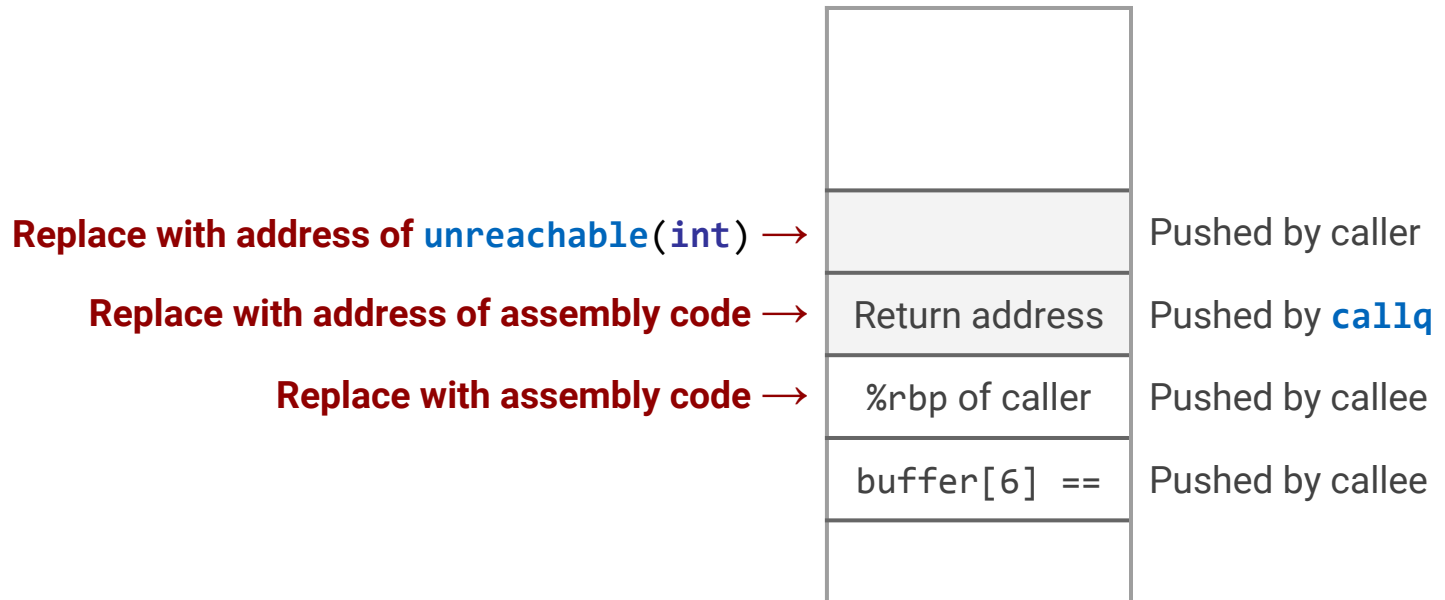 Replace with address of unreachable(int) → Pushed by caller
Replace with address of assembly code → Return address Pushed by callq
Replace with assembly code → %rbp of caller Pushed by callee
buffer[6] == Pushed by callee